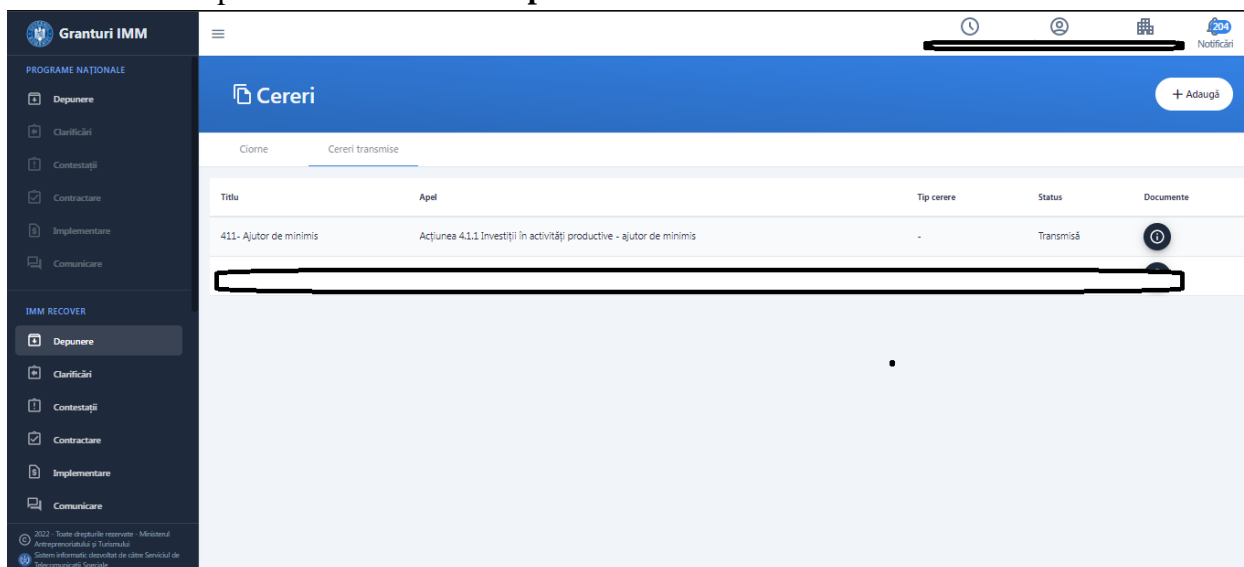 Granturi IMM
204
Notificări
PROGRAME NAȚIONALE
Depunere
Clarificări
Contestații
Contractare
Implementare
Comunicare
IMM RECOVER
Depunere
Clarificări
Contestații
Contractare
Implementare
Comunicare
2022 - Toate drepturile rezervate - Ministerul
Antreprenoriatului și Turismului
Sistem informatic dezvoltat de către Serviciul de
Telecomunicații Speciale
Cereri
+ Adaugă
Ciorne Cereri transmise
Titlu Apel Tip cerere Status Documente
411- Ajutor de minimis Acțiunea 4.1.1 Investiții în activități productive - ajutor de minimis - Transmisă